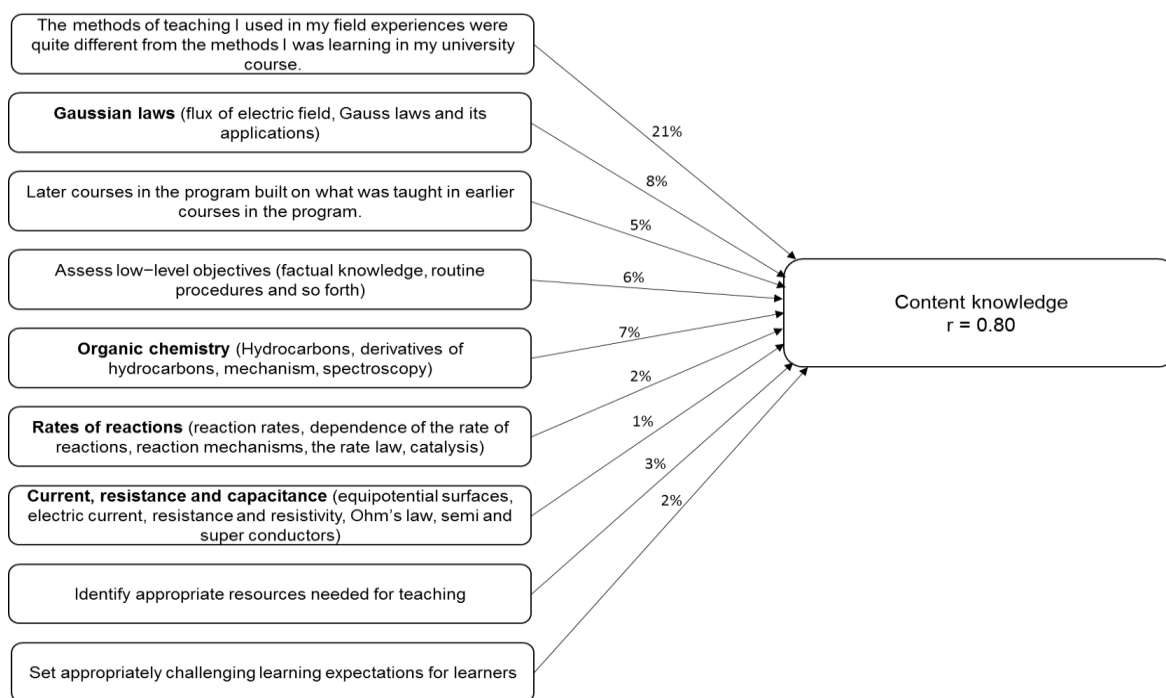 The methods of teaching I used in my field experiences were
quite different from the methods I was learning in my university
course.
Gaussian laws (flux of electric field, Gauss laws and its
applications)
Later courses in the program built on what was taught in earlier
courses in the program.
Assess low−level objectives (factual knowledge, routine
procedures and so forth)
Organic chemistry (Hydrocarbons, derivatives of
hydrocarbons, mechanism, spectroscopy)
Rates of reactions (reaction rates, dependence of the rate of
reactions, reaction mechanisms, the rate law, catalysis)
Current, resistance and capacitance (equipotential surfaces,
electric current, resistance and resistivity, Ohm's law, semi and
super conductors)
Identify appropriate resources needed for teaching
Set appropriately challenging learning expectations for learners
21%
8%
5%
6%
7%
2%
1%
3%
2%
Content knowledge
r = 0.80